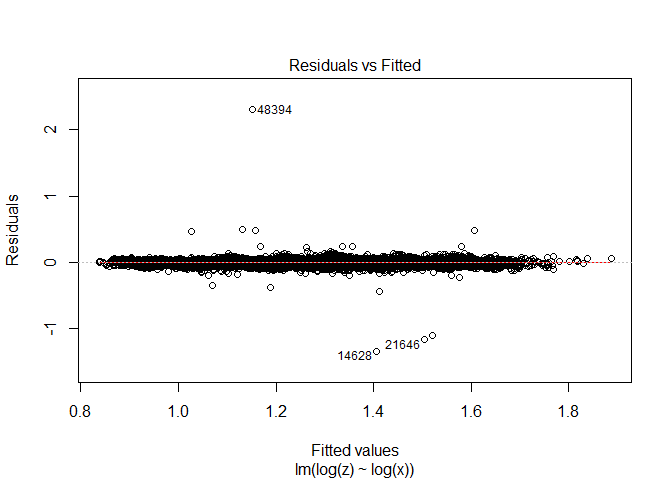 Residuals vs Fitted
Residuals
2
1
0
-1
48394
21646
14628
0.8 1.0 1.2 1.4 1.6 1.8
Fitted values
lm(log(z) ~ log(x))